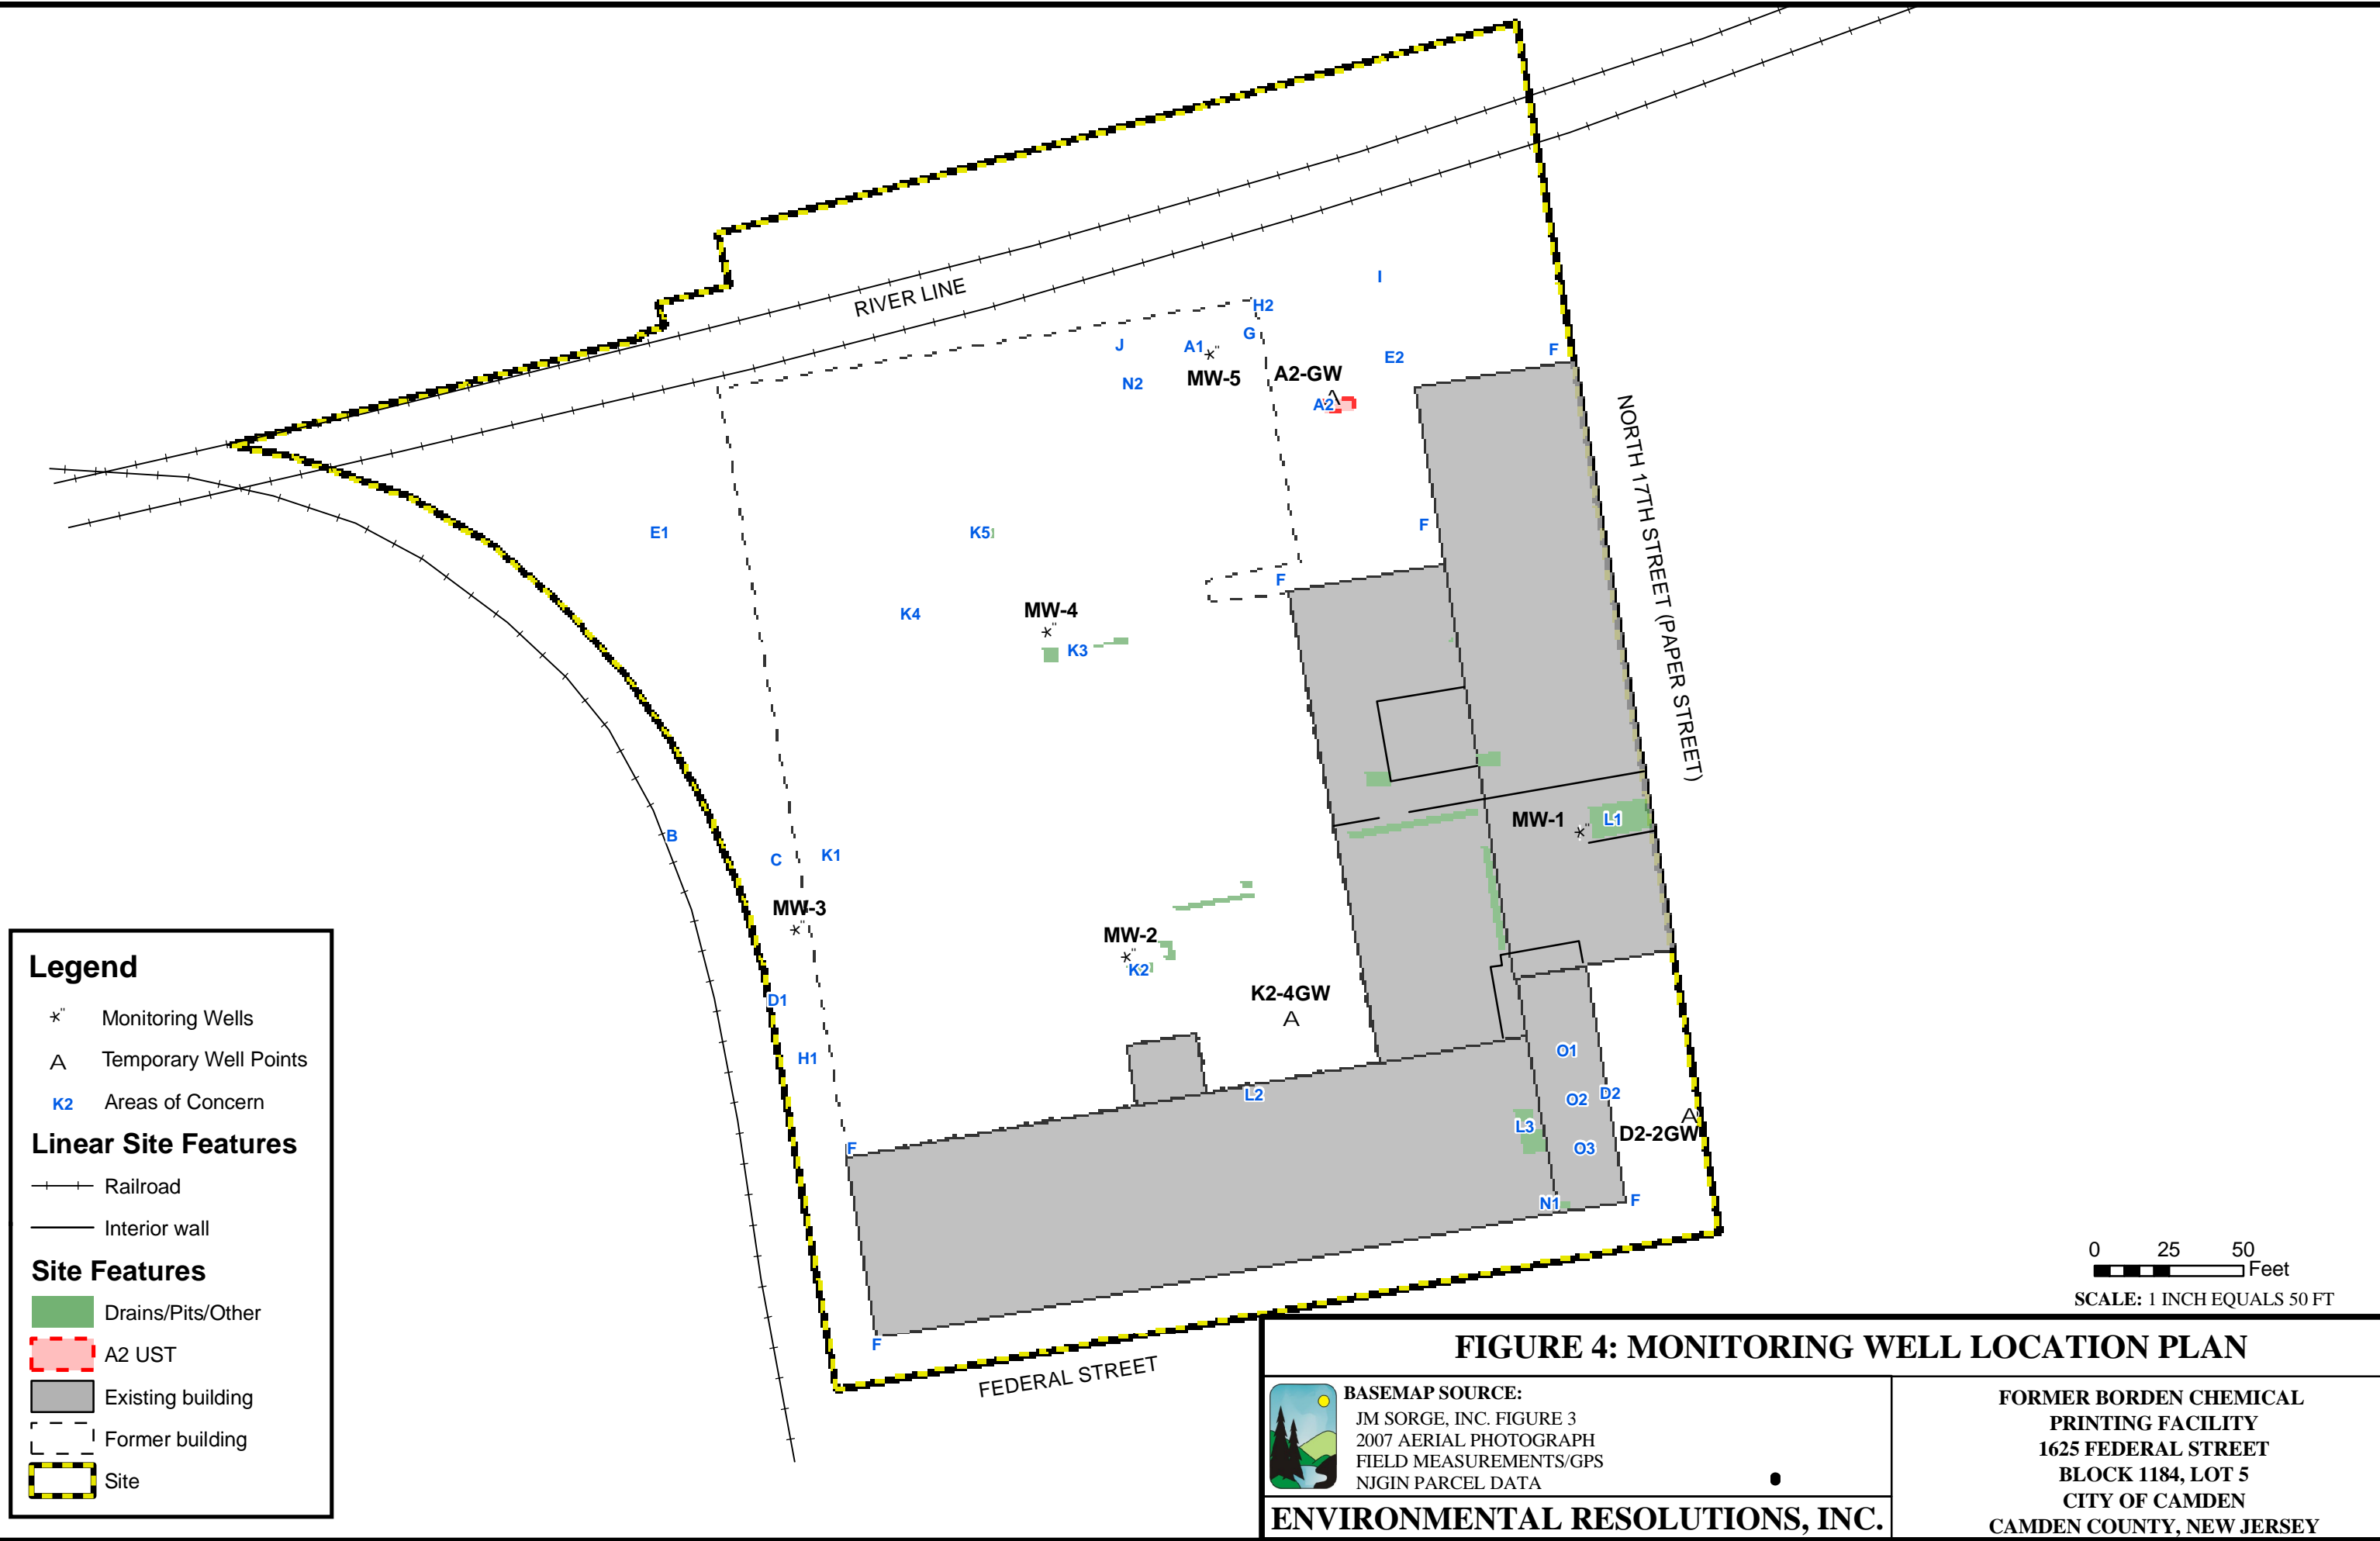 RIVER LINE
I
H2
G
J
A1
MW-5
N2
A2-GW
A2
E2
F
NORTH 17TH STREET (PAPER STREET)
E1
K5
F
F
K4
MW-4
K3
MW-1
L1
B
C
K1
MW-3
MW-2
K2
D1
K2-4GW
A
H1
O1
L2
O2
D2
A
L3
D2-2GW
O3
F
N1
F
F
FEDERAL STREET
Legend
Monitoring Wells
A Temporary Well Points
K2 Areas of Concern
Linear Site Features
Railroad
Interior wall
Site Features
Drains/Pits/Other
A2 UST
Existing building
Former building
Site
0 25 50
Feet
SCALE: 1 INCH EQUALS 50 FT
FIGURE 4: MONITORING WELL LOCATION PLAN
BASEMAP SOURCE:
JM SORGE, INC. FIGURE 3
2007 AERIAL PHOTOGRAPH
FIELD MEASUREMENTS/GPS
NJGIN PARCEL DATA
ENVIRONMENTAL RESOLUTIONS, INC.
FORMER BORDEN CHEMICAL
PRINTING FACILITY
1625 FEDERAL STREET
BLOCK 1184, LOT 5
CITY OF CAMDEN
CAMDEN COUNTY, NEW JERSEY